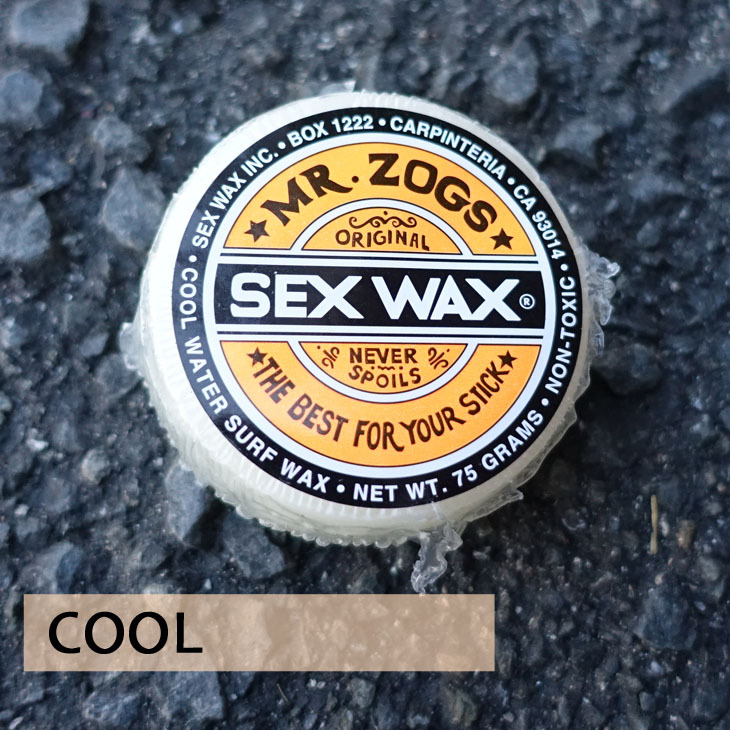 SEX WAX INC. • BOX 1222 • CARPINTERIA • CA 93014 • NON-TOXIC •
MR. ZOGS
ORIGINAL
SEX WAX®
NEVER
SPOILS
THE BEST FOR YOUR STICK
COOL WATER SURF WAX • NET WT. 75 GRAMS •
COOL